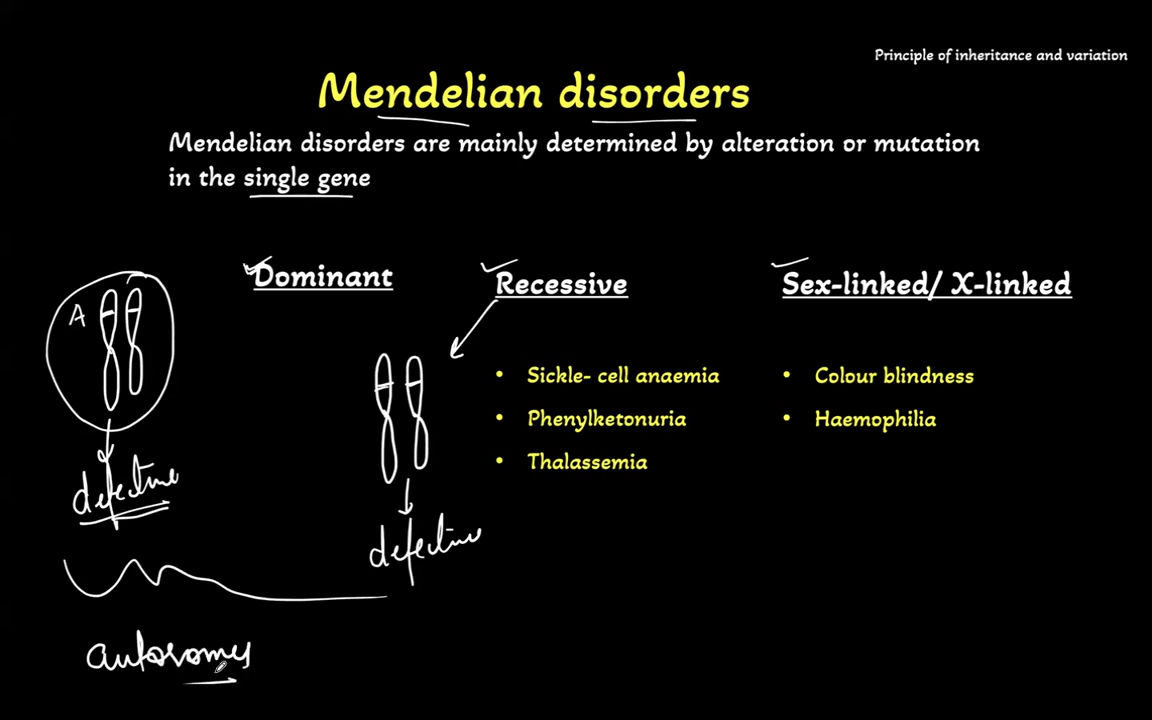 Principle of inheritance and variation
Mendelian disorders
Mendelian disorders are mainly determined by alteration or mutation
in the single gene
Dominant
Recessive
Sex-linked/ X-linked
A
• Sickle- cell anaemia
• Phenylketonuria
• Thalassemia
• Colour blindness
• Haemophilia
defective
defective
autosomes